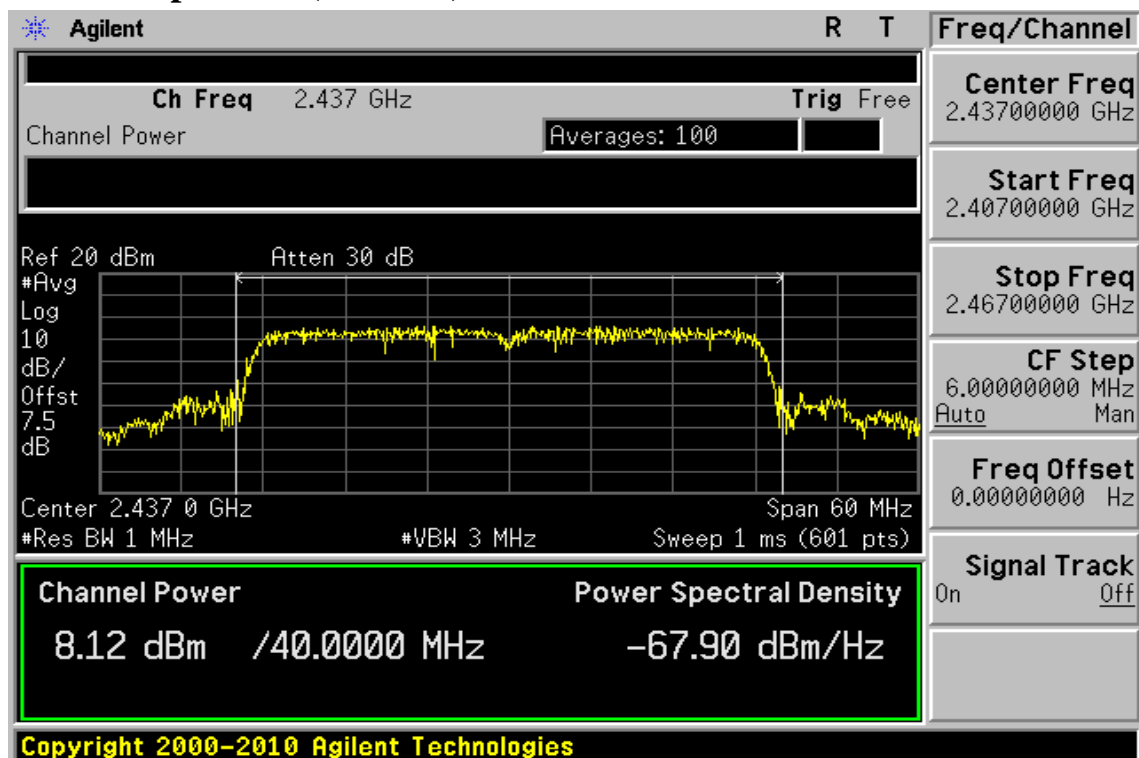 Agilent R T Freq/Channel
Ch Freq 2.437 GHz Trig Free
Channel Power Averages: 100
Center Freq
2.43700000 GHz
Start Freq
2.40700000 GHz
Stop Freq
2.46700000 GHz
CF Step
6.00000000 MHz
Auto Man
Freq Offset
0.00000000 Hz
Signal Track
On Off
Ref 20 dBm Atten 30 dB
#Avg
Log
10
dB/
Offst
7.5
dB
Center 2.437 0 GHz Span 60 MHz
#Res BW 1 MHz #VBW 3 MHz Sweep 1 ms (601 pts)
Channel Power Power Spectral Density
8.12 dBm /40.0000 MHz -67.90 dBm/Hz
Copyright 2000-2010 Agilent Technologies